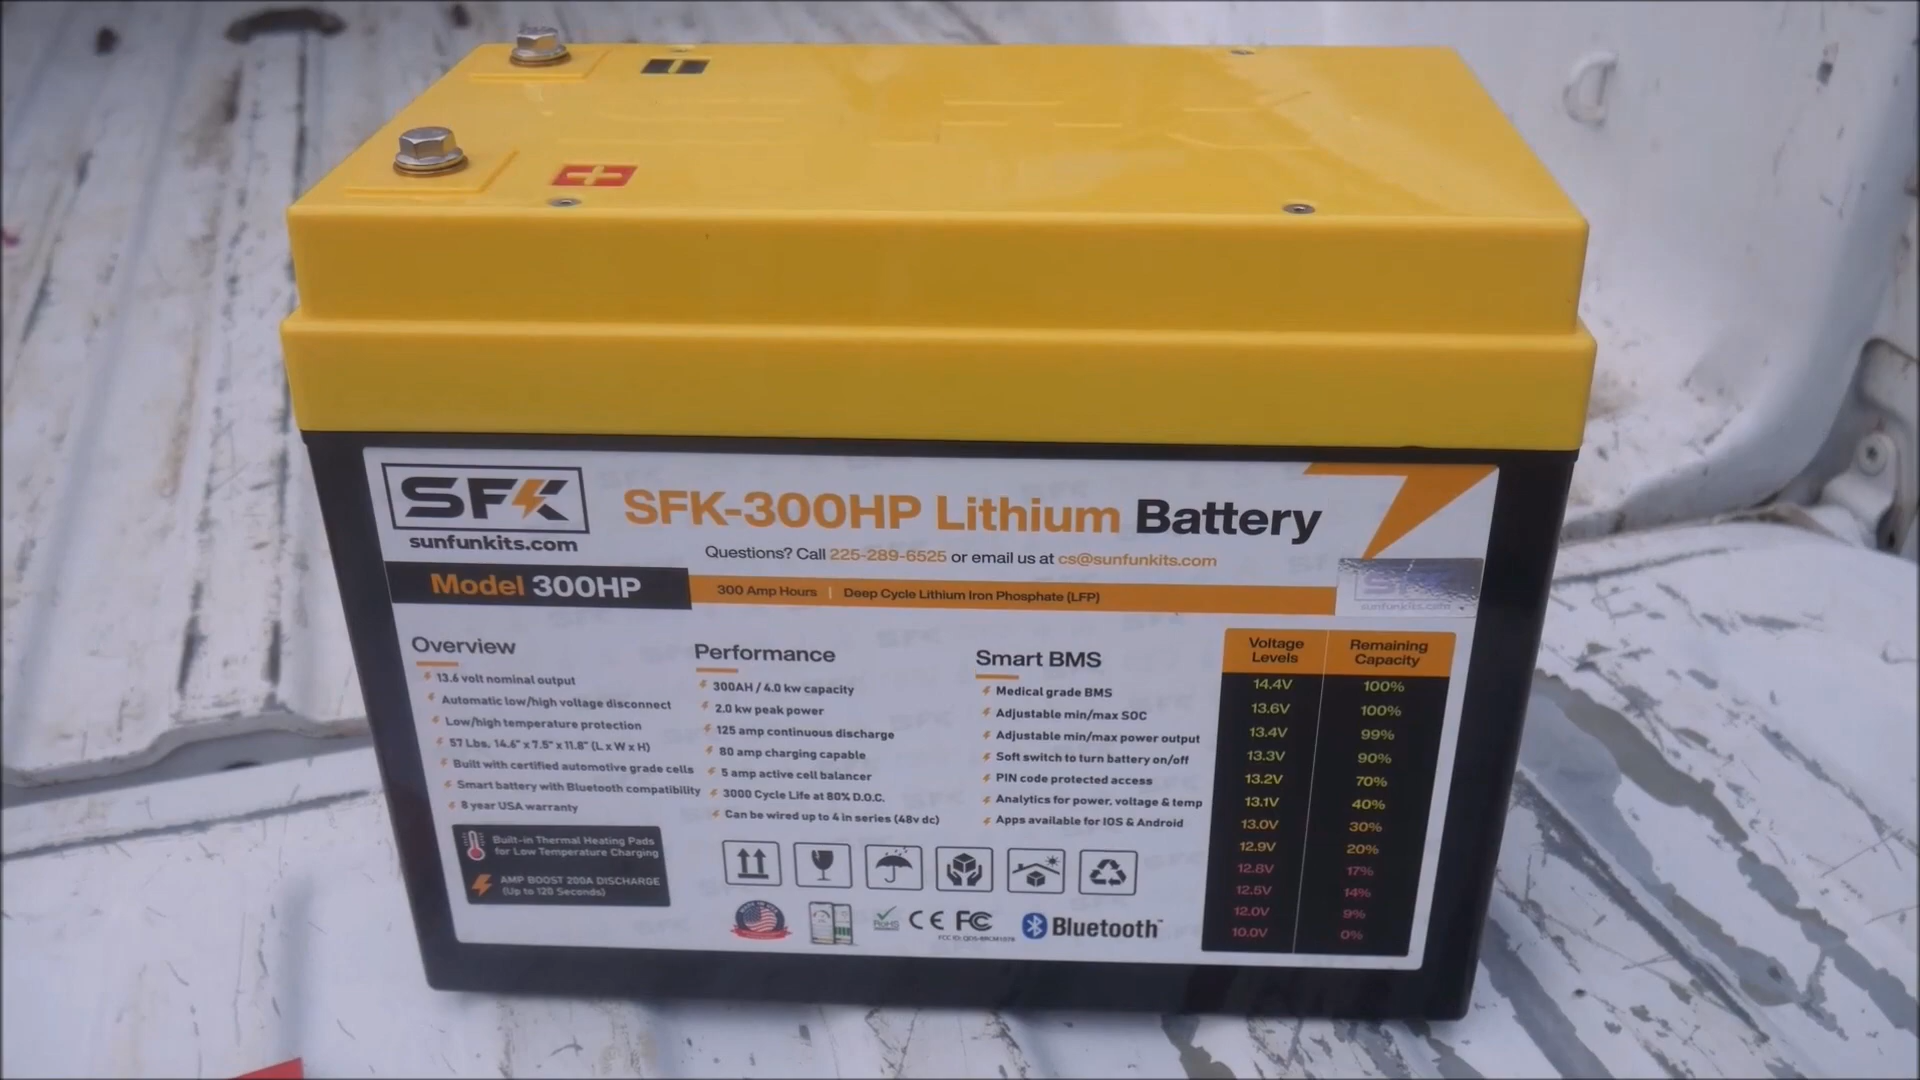 SFK
sunfunkits.com
SFK-300HP Lithium Battery
Questions? Call 225-289-6525 or email us at cs@sunfunkits.com
Model 300HP
300 Amp Hours | Deep Cycle Lithium Iron Phosphate (LFP)
SFK
sunfunkits.com
Overview
13.6 volt nominal output
Automatic low/high voltage disconnect
Low/high temperature protection
57 Lbs. 14.6" x 7.5" x 11.8" (L x W x H)
Built with certified automotive grade cells
Smart battery with Bluetooth compatibility
8 year USA warranty
Built-in Thermal Heating Pads
for Low Temperature Charging
AMP BOOST 200A DISCHARGE
(Up to 120 Seconds)
Performance
300AH / 4.0 kw capacity
2.0 kw peak power
125 amp continuous discharge
80 amp charging capable
5 amp active cell balancer
3000 Cycle Life at 80% D.O.C.
Can be wired up to 4 in series (48v dc)
Smart BMS
Medical grade BMS
Adjustable min/max SOC
Adjustable min/max power output
Soft switch to turn battery on/off
PIN code protected access
Analytics for power, voltage & temp
Apps available for IOS & Android
RoHS
CE FC
Bluetooth™
Voltage Levels Remaining Capacity
14.4V 100%
13.6V 100%
13.4V 99%
13.3V 90%
13.2V 70%
13.1V 40%
13.0V 30%
12.9V 20%
12.8V 17%
12.5V 14%
12.0V 9%
10.0V 0%